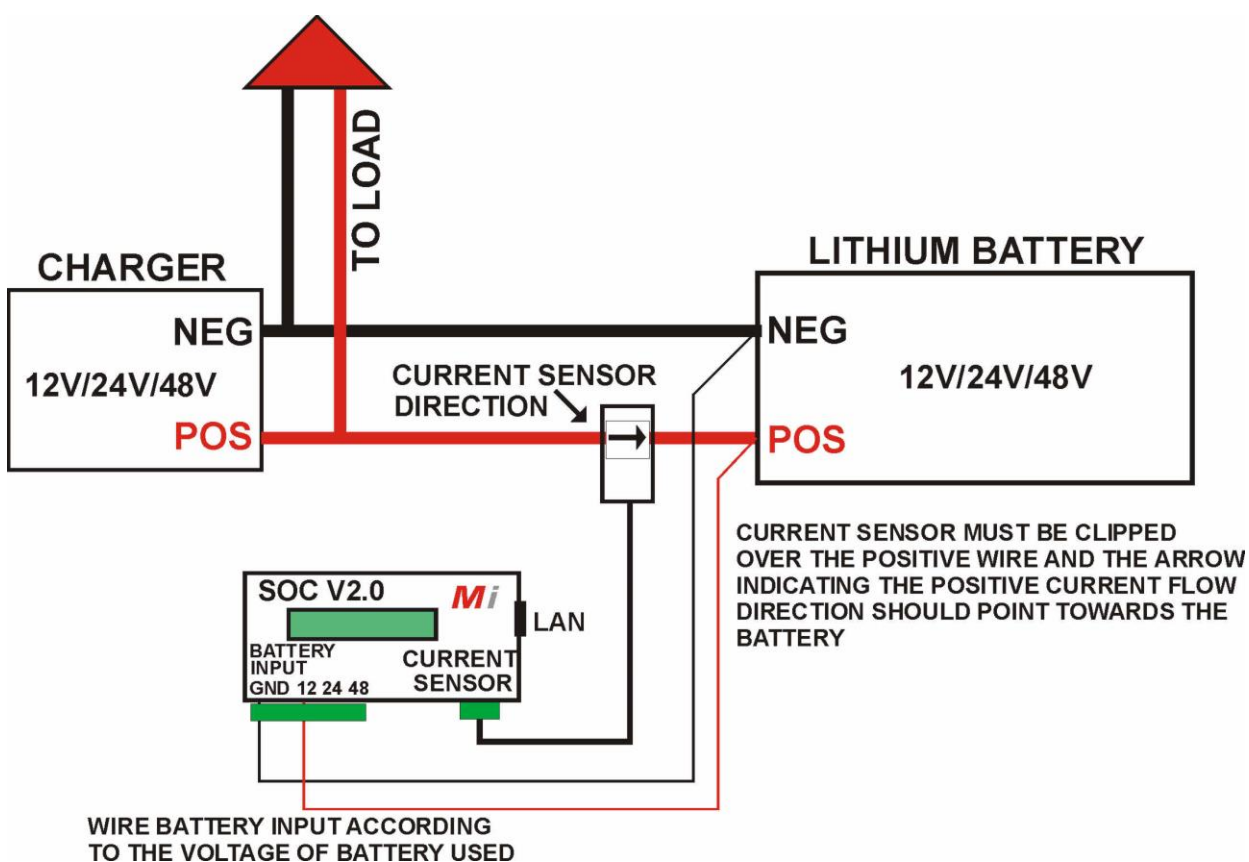 TO LOAD
CHARGER
NEG
12V/24V/48V
POS
LITHIUM BATTERY
NEG
12V/24V/48V
POS
CURRENT SENSOR
DIRECTION
CURRENT SENSOR MUST BE CLIPPED
OVER THE POSITIVE WIRE AND THE ARROW
INDICATING THE POSITIVE CURRENT FLOW
DIRECTION SHOULD POINT TOWARDS THE
BATTERY
SOC V2.0
Mi
LAN
BATTERY
INPUT
GND 12 24 48
CURRENT
SENSOR
WIRE BATTERY INPUT ACCORDING
TO THE VOLTAGE OF BATTERY USED